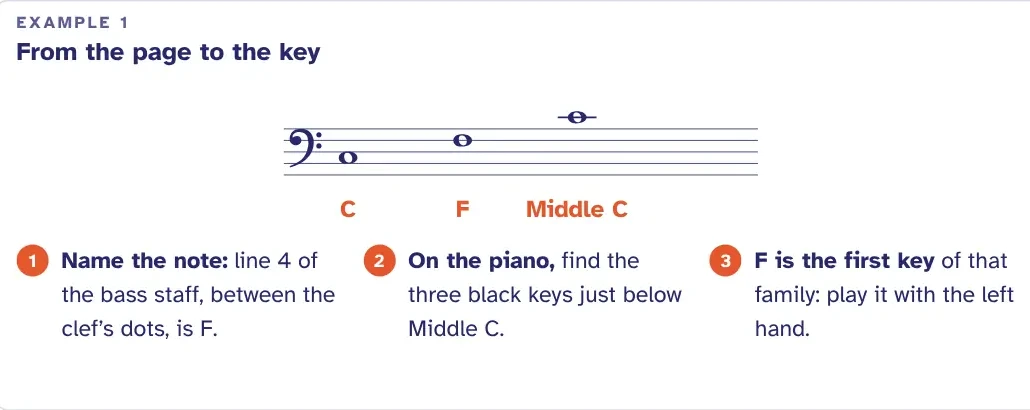 EXAMPLE 1
From the page to the key
C F Middle C
1 Name the note: line 4 of
the bass staff, between the
clef’s dots, is F.
2 On the piano, find the
three black keys just below
Middle C.
3 F is the first key of that
family: play it with the left
hand.